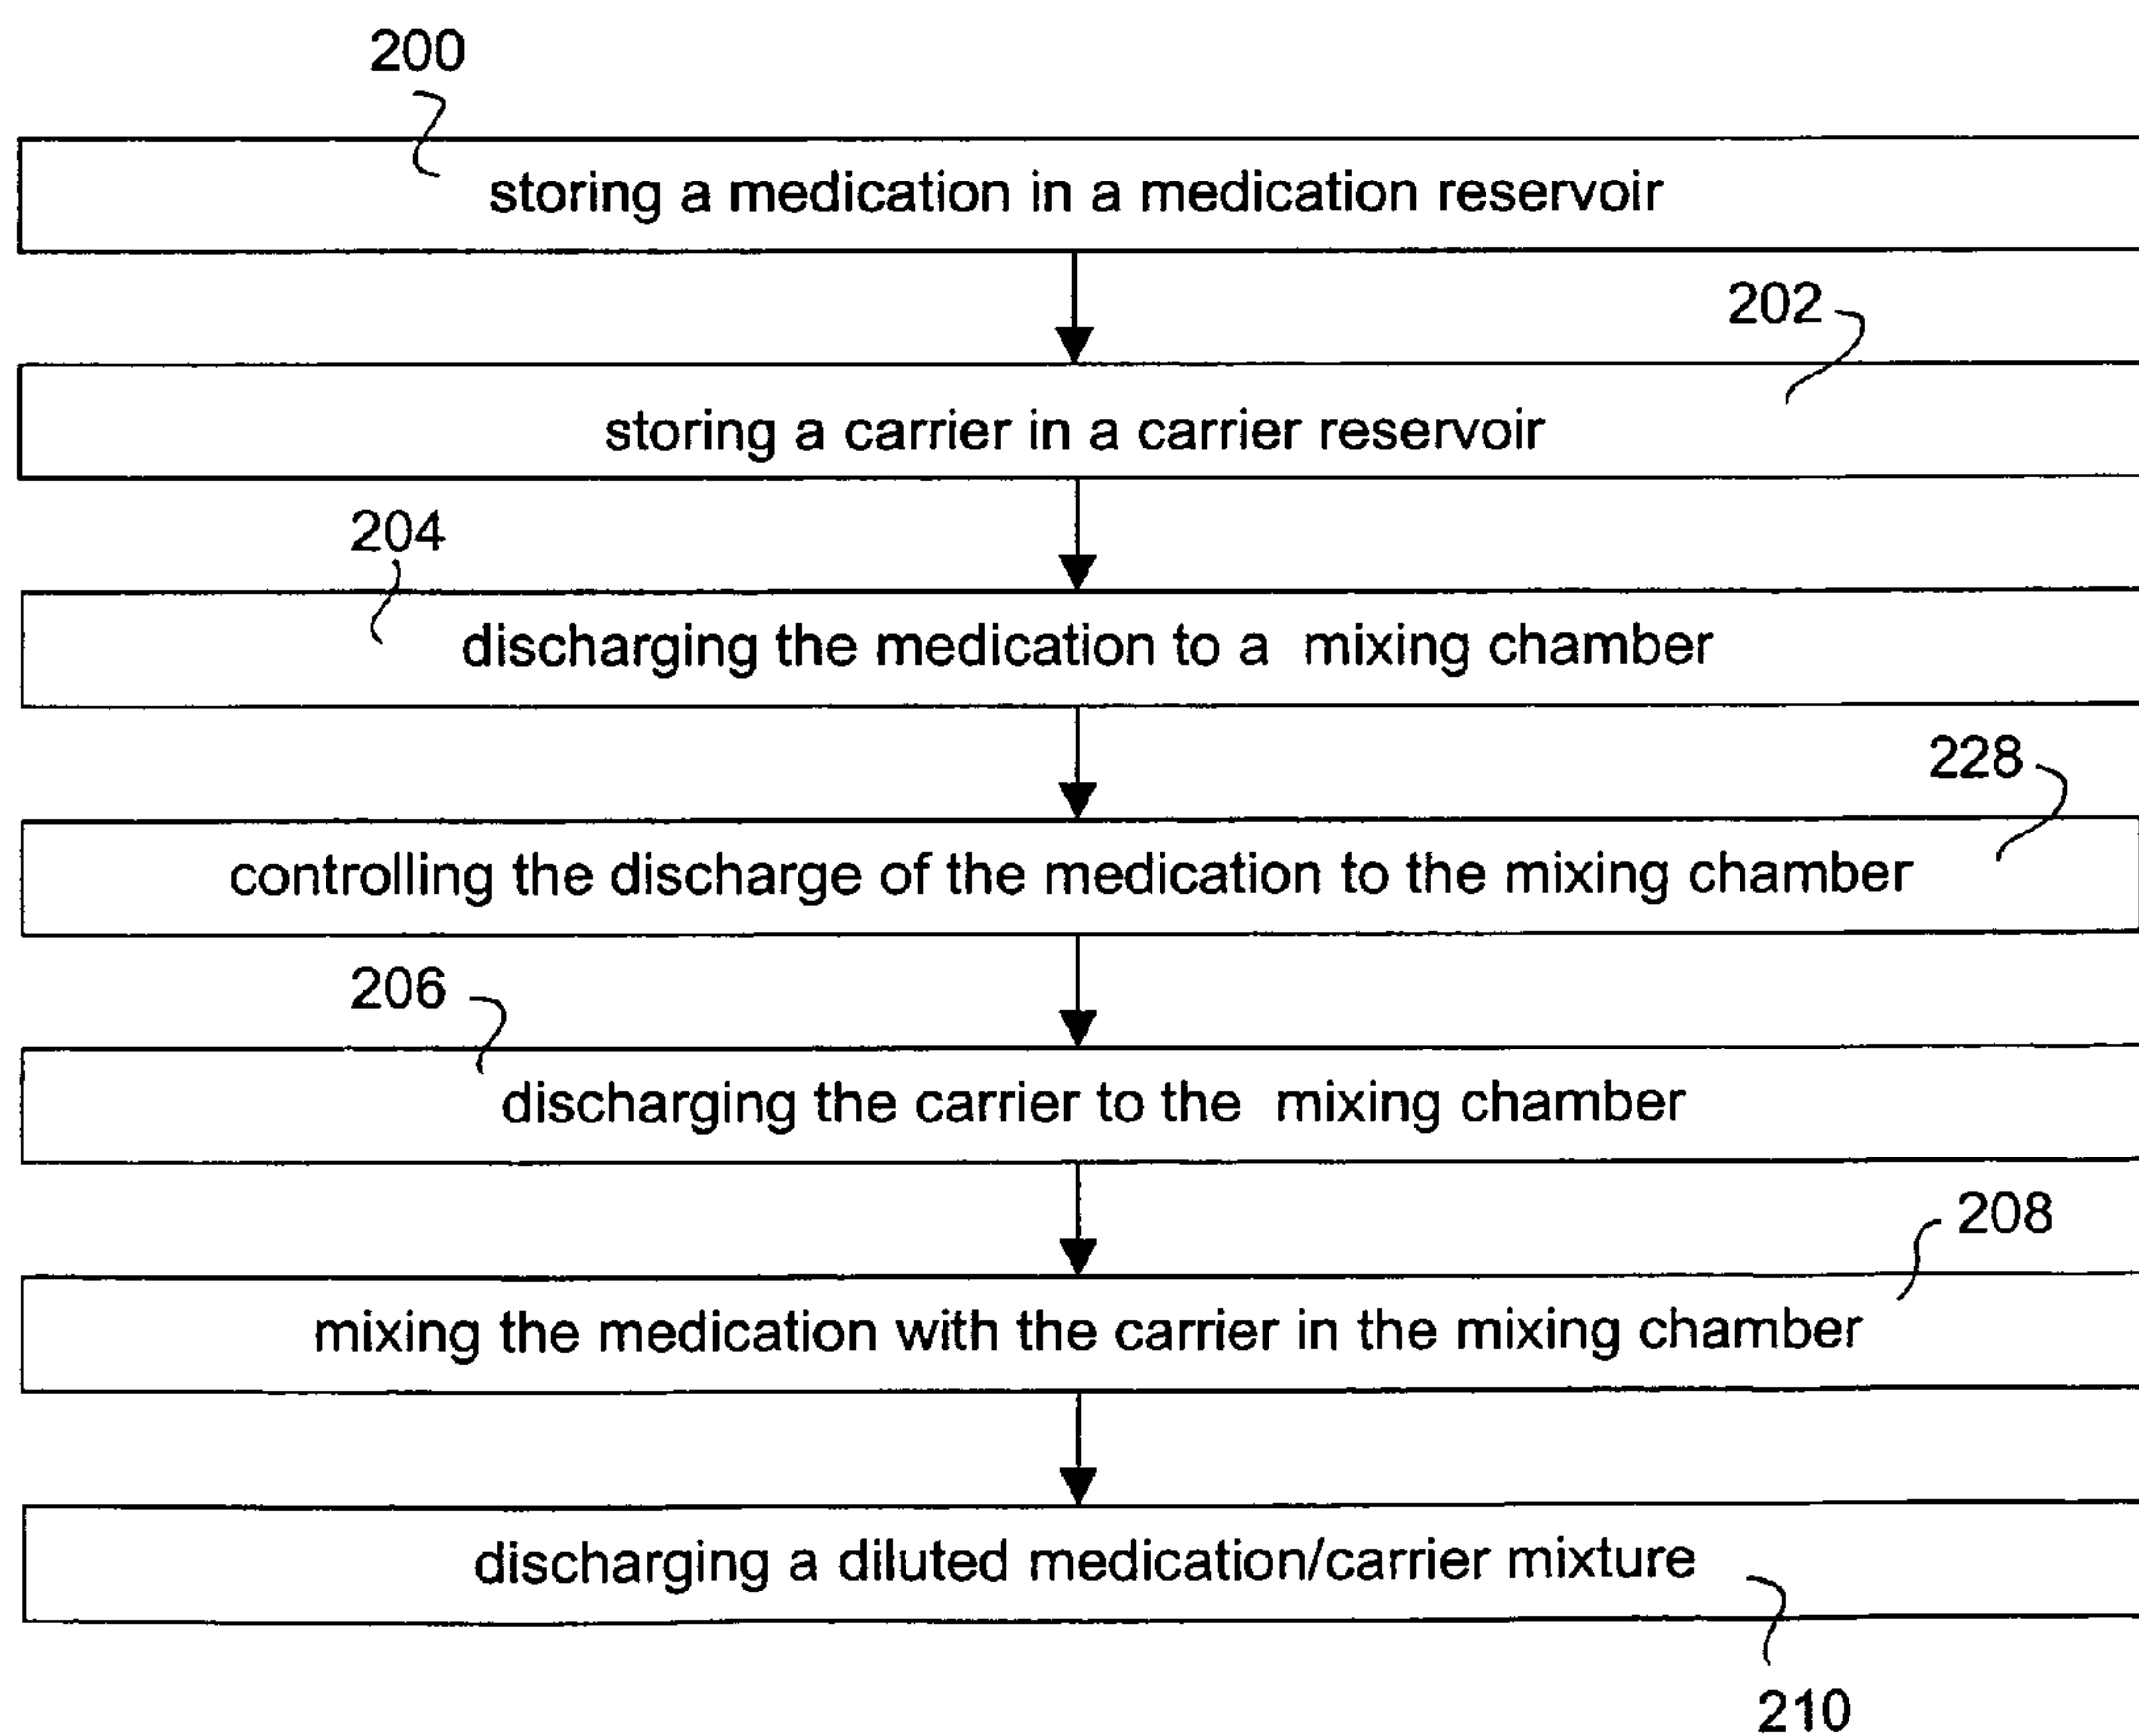 200
storing a medication in a medication reservoir
202
storing a carrier in a carrier reservoir
204
discharging the medication to a mixing chamber
228
controlling the discharge of the medication to the mixing chamber
206
discharging the carrier to the mixing chamber
208
mixing the medication with the carrier in the mixing chamber
discharging a diluted medication/carrier mixture
210